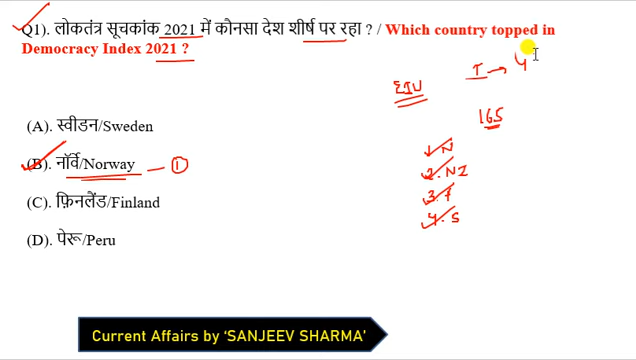 Q1). लोकतंत्र सूचकांक 2021 में कौनसा देश शीर्ष पर रहा ? / Which country topped in
Democracy Index 2021 ?
I → 4
EIU
165
(A). स्वीडन/Sweden
1. N
(B). नॉर्वे/Norway — ①
2. NZ
(C). फ़िनलैंड/Finland
3. F
4. S
(D). पेरू/Peru
Current Affairs by ‘SANJEEV SHARMA’